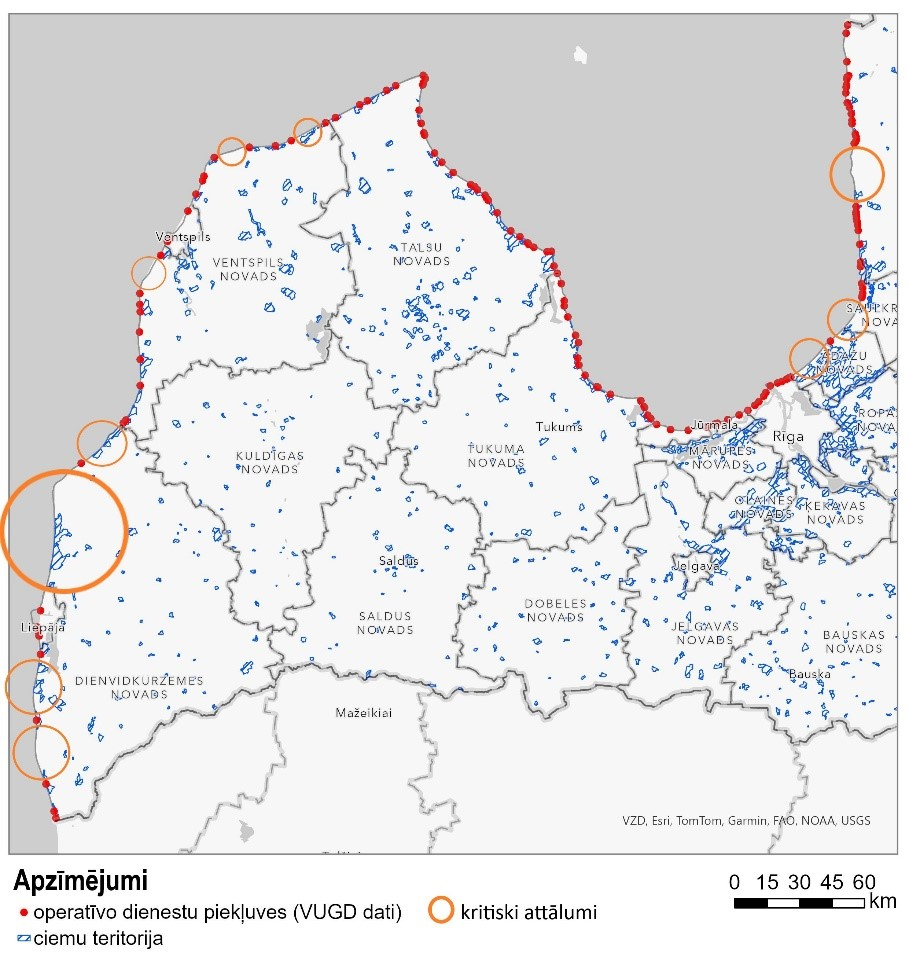 Ventspils
VENTSPILS
NOVADS
TALSU
NOVADS
SAULKR
NOVA
ĀDAŽU
NOVADS
ROPA
NOVA
Tukums
Jūrmala
Rīga
KULDĪGAS
NOVADS
TUKUMA
NOVADS
MĀRUPES
NOVADS
OLAINES
NOVADS
ĶEKAVAS
NOVADS
Saldus
Jelgava
Liepāja
SALDUS
NOVADS
DOBELES
NOVADS
JELGAVAS
NOVADS
BAUSKAS
NOVADS
DIENVIDKURZEMES
NOVADS
Bauska
Mažeikiai
VZD, Esri, TomTom, Garmin, FAO, NOAA, USGS
Apzīmējumi
operatīvo dienestu piekļuves (VUGD dati)
ciemu teritorija
kritiski attālumi
0 15 30 45 60
km